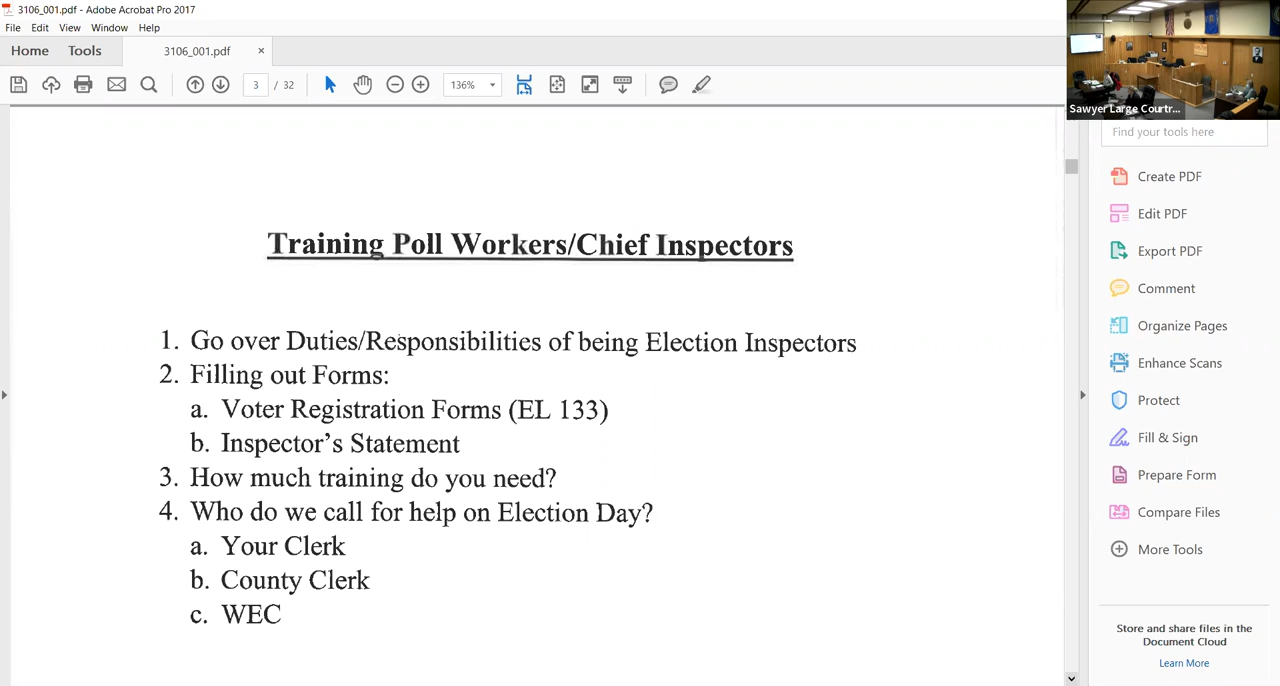 3106_001.pdf - Adobe Acrobat Pro 2017
File Edit View Window Help
Home Tools 3106_001.pdf ×
3 / 32 136%
Sawyer Large Courtr...
Find your tools here
Training Poll Workers/Chief Inspectors
1. Go over Duties/Responsibilities of being Election Inspectors
2. Filling out Forms:
a. Voter Registration Forms (EL 133)
b. Inspector's Statement
3. How much training do you need?
4. Who do we call for help on Election Day?
a. Your Clerk
b. County Clerk
c. WEC
Create PDF
Edit PDF
Export PDF
Comment
Organize Pages
Enhance Scans
Protect
Fill & Sign
Prepare Form
Compare Files
More Tools
Store and share files in the
Document Cloud
Learn More